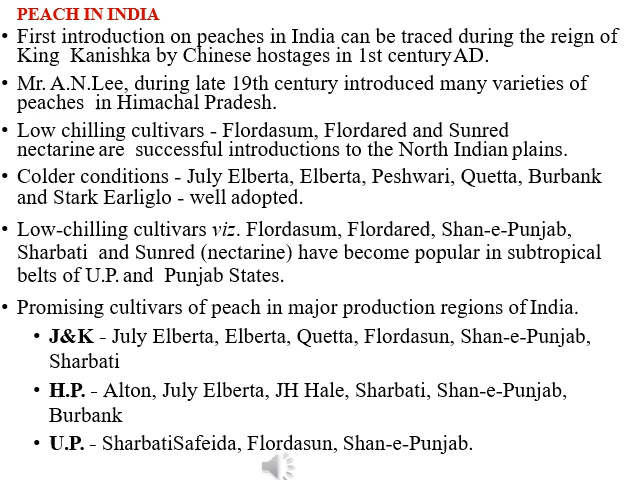 PEACH IN INDIA
• First introduction on peaches in India can be traced during the reign of
King Kanishka by Chinese hostages in 1st century AD.
• Mr. A.N.Lee, during late 19th century introduced many varieties of
peaches in Himachal Pradesh.
• Low chilling cultivars - Flordasum, Flordared and Sunred
nectarine are successful introductions to the North Indian plains.
• Colder conditions - July Elberta, Elberta, Peshwari, Quetta, Burbank
and Stark Earliglo - well adopted.
• Low-chilling cultivars viz. Flordasum, Flordared, Shan-e-Punjab,
Sharbati and Sunred (nectarine) have become popular in subtropical
belts of U.P. and Punjab States.
• Promising cultivars of peach in major production regions of India.
• J&K - July Elberta, Elberta, Quetta, Flordasun, Shan-e-Punjab,
Sharbati
• H.P. - Alton, July Elberta, JH Hale, Sharbati, Shan-e-Punjab,
Burbank
• U.P. - SharbatiSafeida, Flordasun, Shan-e-Punjab.